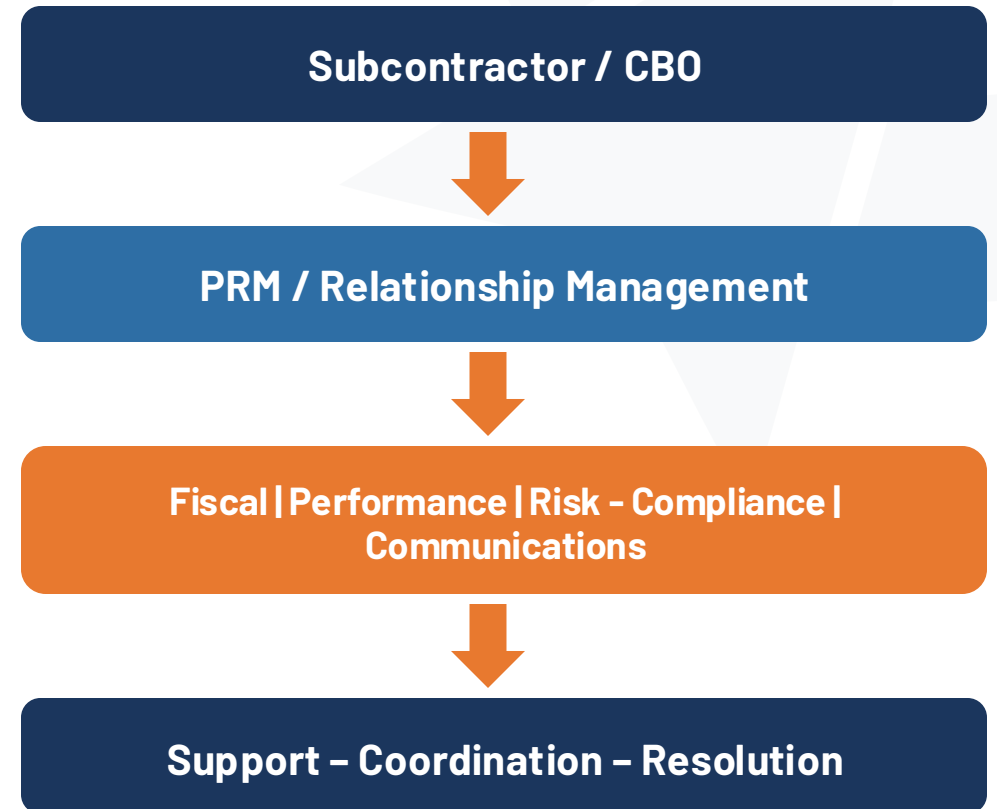 Subcontractor / CBO
PRM / Relationship Management
Fiscal | Performance | Risk - Compliance |
Communications
Support – Coordination – Resolution